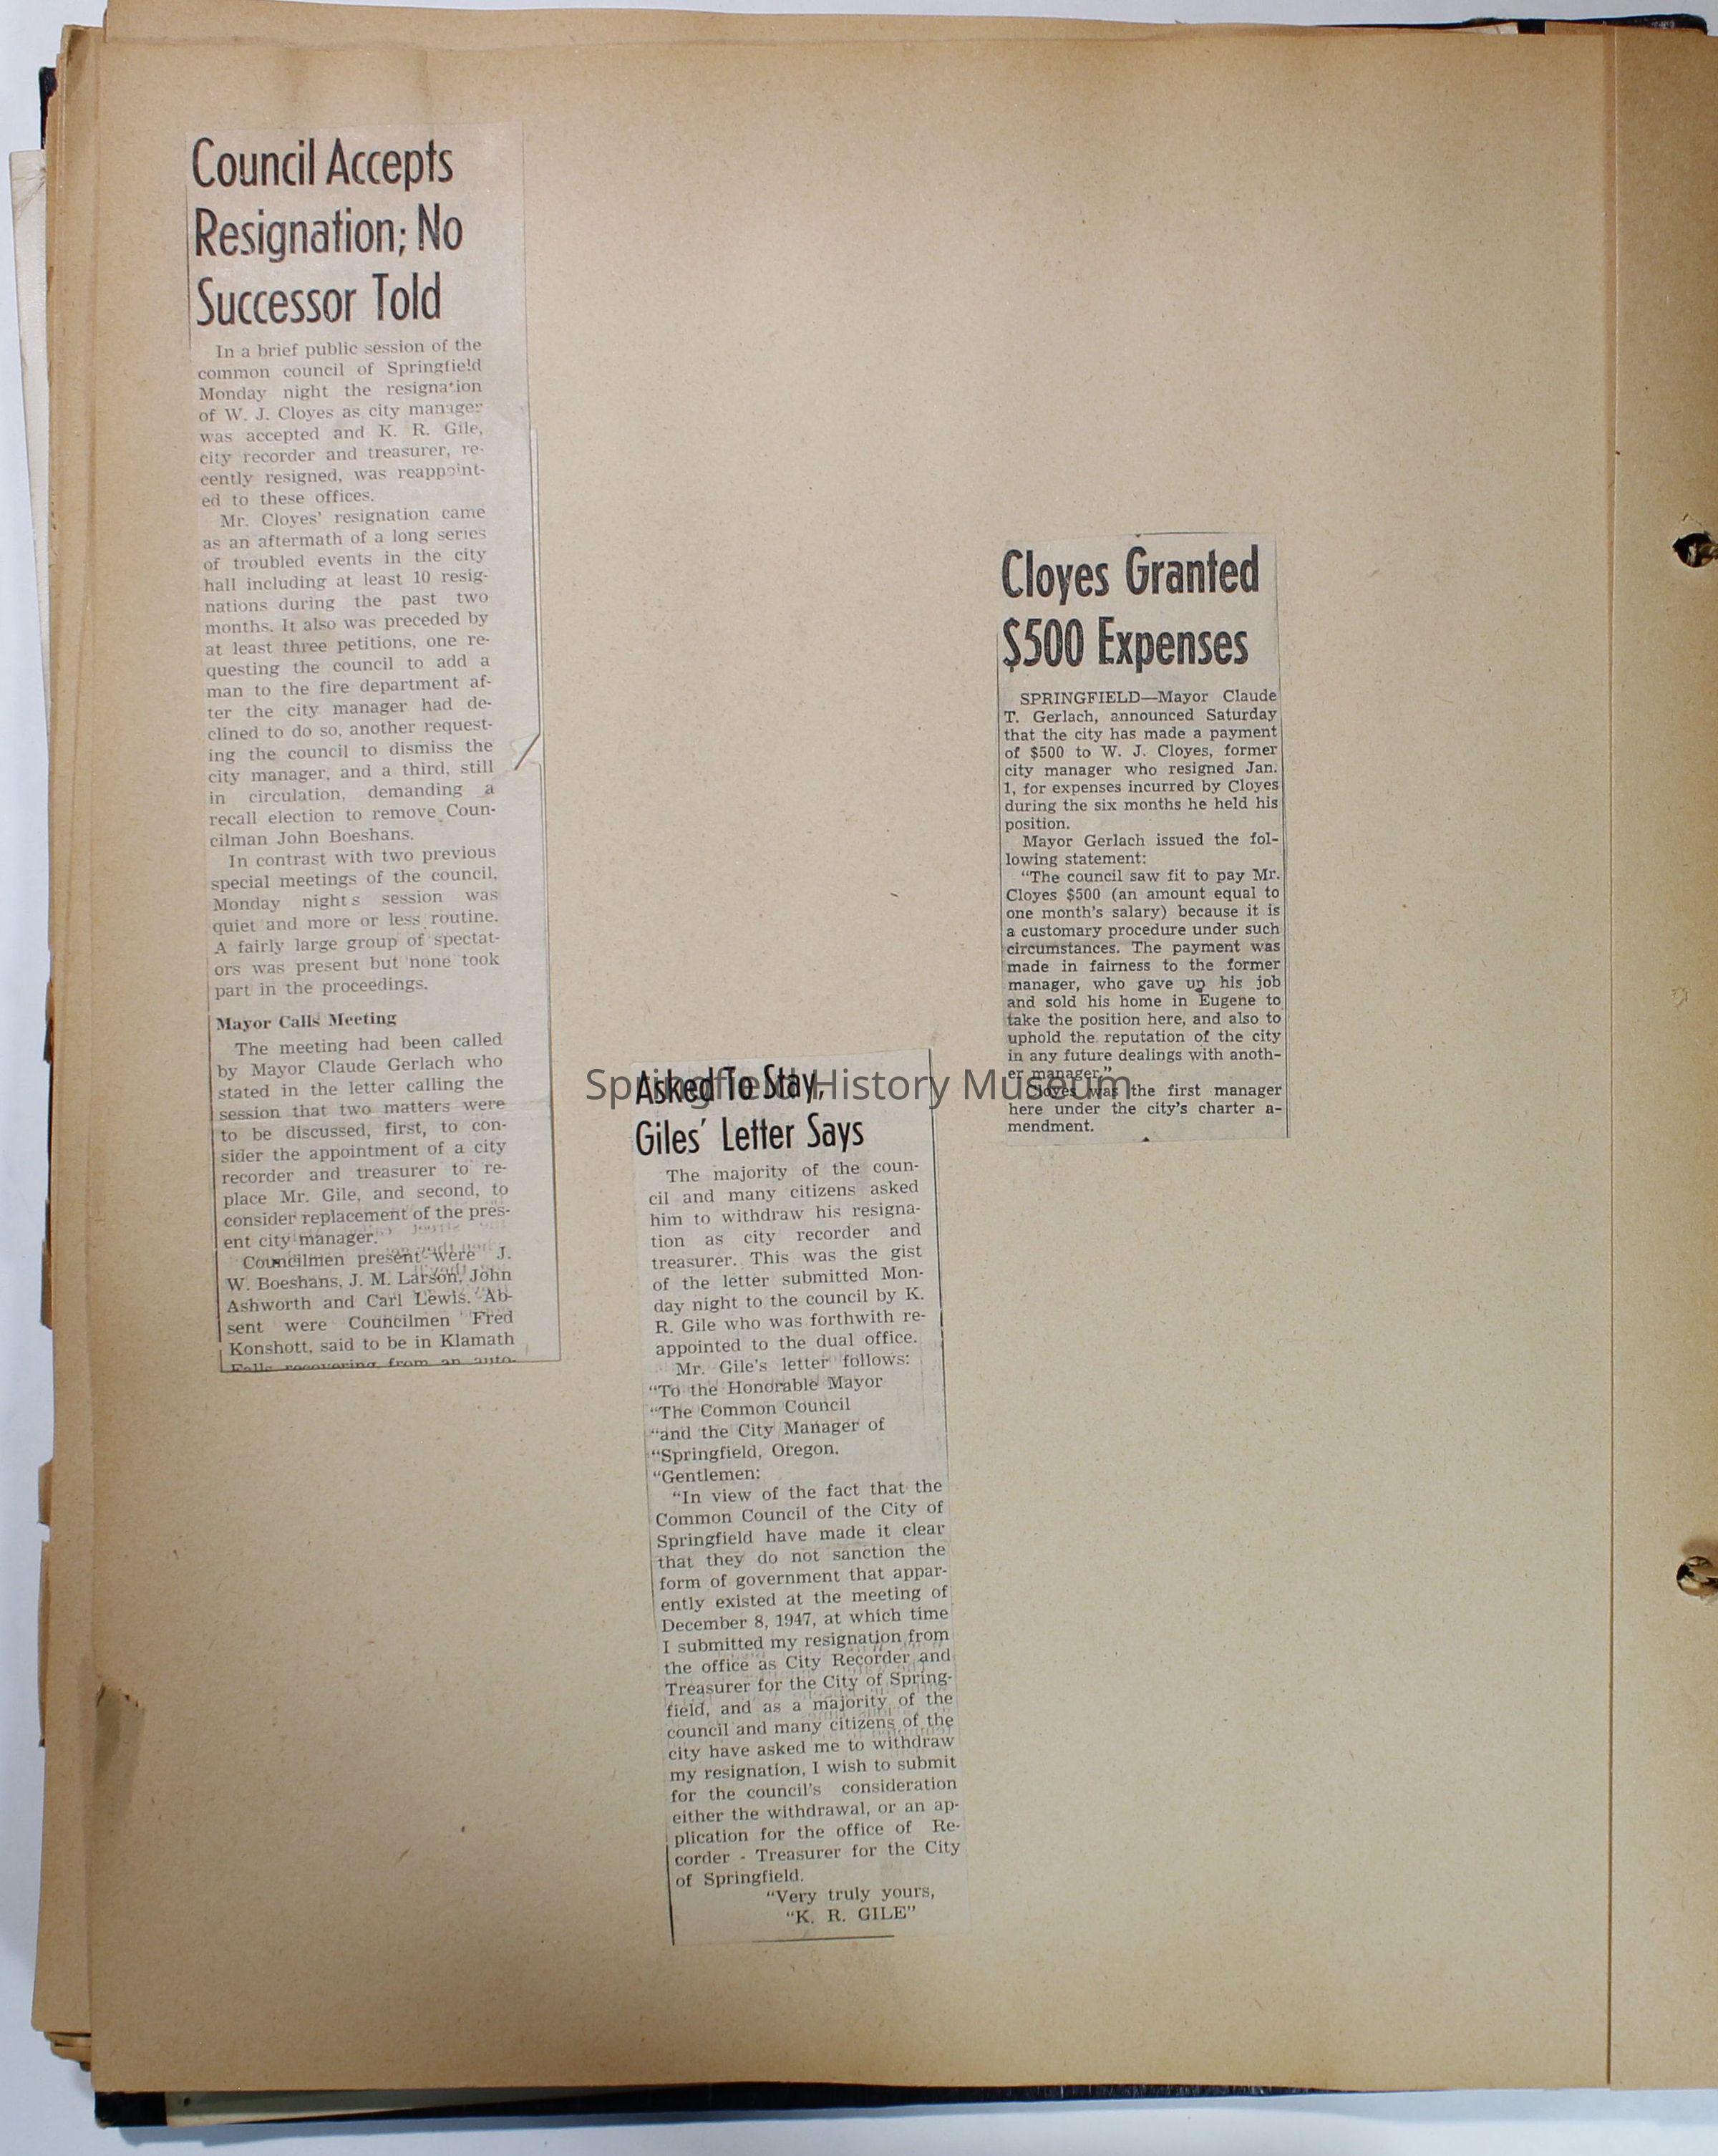 Council Accepts
Resignation; No
Successor Told
In a brief public session of the
common council of Springfield
Monday night the resignation
of W. J. Cloyes as city manager
was accepted and K. R. Gile,
city recorder and treasurer, re-
cently resigned, was reappoint-
ed to these offices.
Mr. Cloyes' resignation came
as an aftermath of a long series
of troubled events in the city
hall including at least 10 resig-
nations during the past two
months. It also was preceded by
at least three petitions, one re-
questing the council to add a
man to the fire department af-
ter the city manager had de-
clined to do so, another request-
ing the council to dismiss the
city manager, and a third, still
in circulation, demanding a
recall election to remove Coun-
cilman John Boeshans.
In contrast with two previous
special meetings of the council,
Monday nights session was
quiet and more or less routine.
A fairly large group of spectat-
ors was present but none took
part in the proceedings.
Mayor Calls Meeting
The meeting had been called
by Mayor Claude Gerlach who
stated in the letter calling the
session that two matters were
to be discussed, first, to con-
sider the appointment of a city
recorder and treasurer to re-
place Mr. Gile, and second, to
consider replacement of the pres-
ent city manager.
Councilmen present were J.
W. Boeshans, J. M. Larson, John
Ashworth and Carl Lewis. Ab-
sent were Councilmen Fred
Konshott, said to be in Klamath
Falls recovering from an auto-
Asked To Stay,
Giles' Letter Says
The majority of the coun-
cil and many citizens asked
him to withdraw his resigna-
tion as city recorder and
treasurer. This was the gist
of the letter submitted Mon-
day night to the council by K.
R. Gile who was forthwith re-
appointed to the dual office.
Mr. Gile's letter follows:
"To the Honorable Mayor
"The Common Council
"and the City Manager of
"Springfield, Oregon.
"Gentlemen:
"In view of the fact that the
Common Council of the City of
Springfield have made it clear
that they do not sanction the
form of government that appar-
ently existed at the meeting of
December 8, 1947, at which time
I submitted my resignation from
the office as City Recorder and
Treasurer for the City of Spring-
field, and as a majority of the
council and many citizens of the
city have asked me to withdraw
my resignation, I wish to submit
for the council's consideration
either the withdrawal, or an ap-
plication for the office of Re-
corder - Treasurer for the City
of Springfield.
"Very truly yours,
"K. R. GILE"
Cloyes Granted
$500 Expenses
SPRINGFIELD—Mayor Claude
T. Gerlach, announced Saturday
that the city has made a payment
of $500 to W. J. Cloyes, former
city manager who resigned Jan.
1, for expenses incurred by Cloyes
during the six months he held his
position.
Mayor Gerlach issued the fol-
lowing statement:
"The council saw fit to pay Mr.
Cloyes $500 (an amount equal to
one month's salary) because it is
a customary procedure under such
circumstances. The payment was
made in fairness to the former
manager, who gave up his job
and sold his home in Eugene to
take the position here, and also to
uphold the reputation of the city
in any future dealings with anoth-
er manager."
Cloyes was the first manager
here under the city's charter a-
mendment.
Springfield History Museum